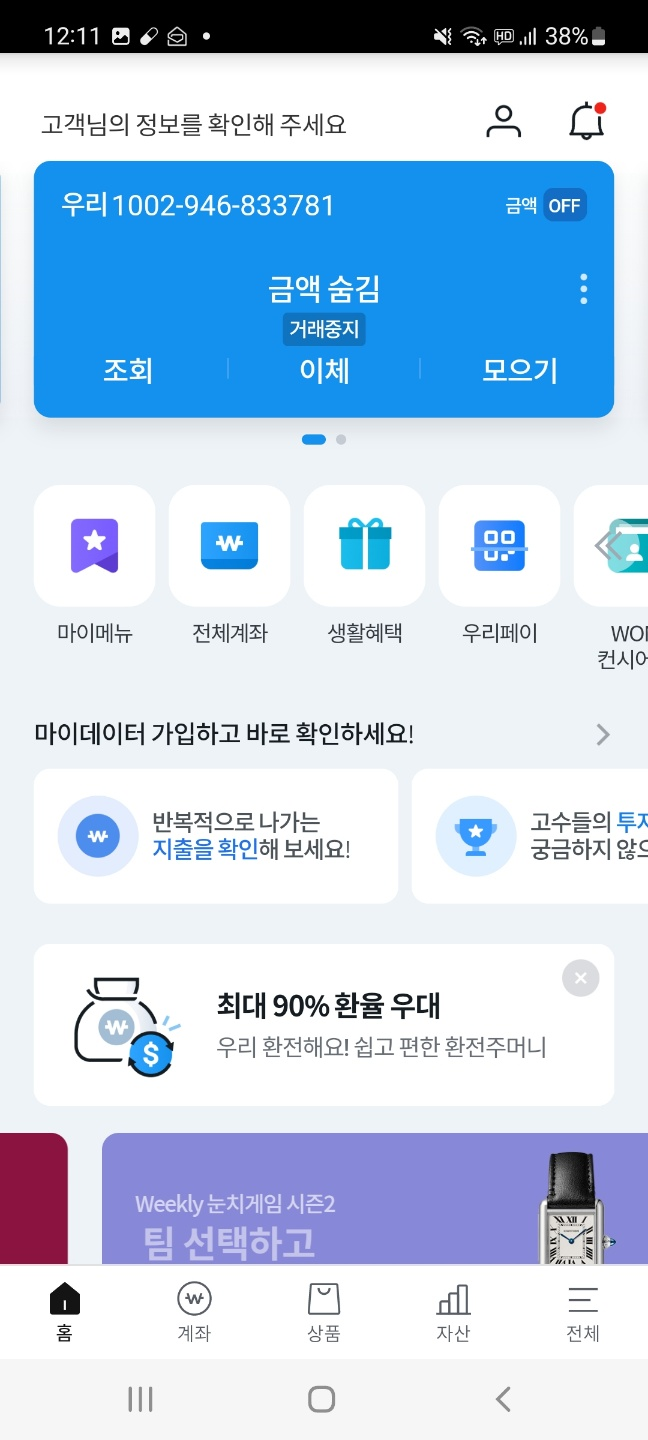 12:11
HD
38%
고객님의 정보를 확인해 주세요
우리 1002-946-833781
금액 OFF
금액 숨김
거래중지
조회
이체
모으기
마이메뉴
전체계좌
생활혜택
우리페이
컨시어
마이데이터 가입하고 바로 확인하세요!
반복적으로 나가는
지출을 확인해 보세요!
고수들의 투자
궁금하지 않으
최대 90% 환율 우대
우리 환전해요! 쉽고 편한 환전주머니
Weekly 눈치게임 시즌2
팀 선택하고
홈
계좌
상품
자산
전체